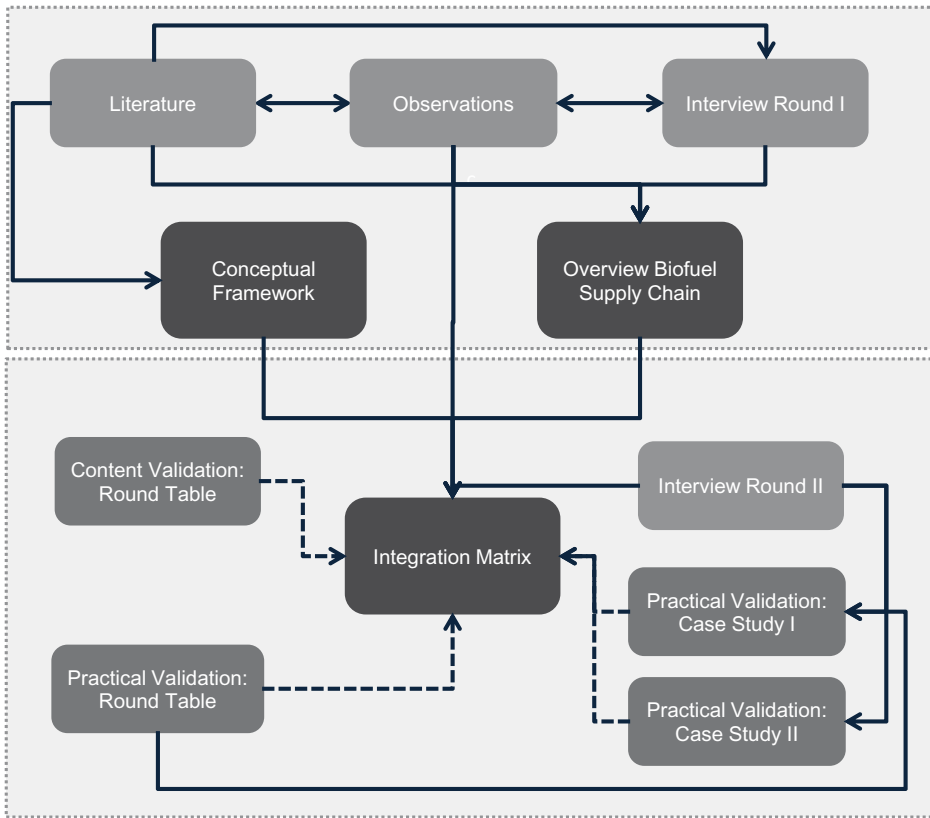 Literature
Observations
Interview Round I
Conceptual
Framework
Overview Biofuel
Supply Chain
Content Validation:
Round Table
Interview Round II
Integration Matrix
Practical Validation:
Case Study I
Practical Validation:
Round Table
Practical Validation:
Case Study II